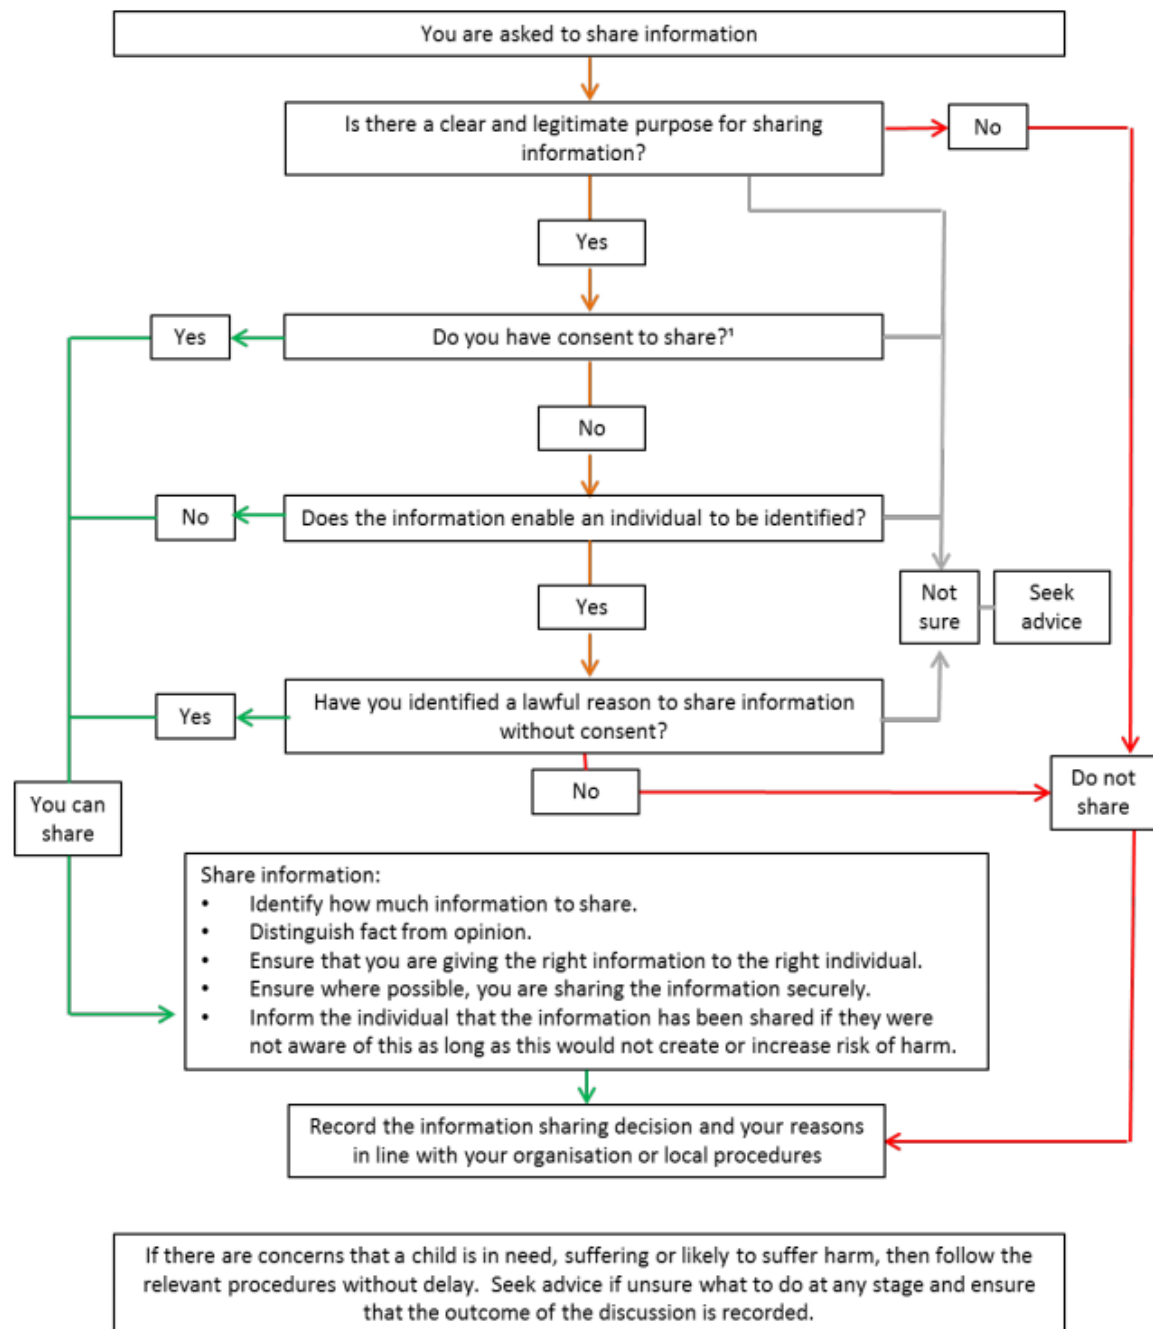 You are asked to share information
Is there a clear and legitimate purpose for sharing
information?
No
Yes
Yes
Do you have consent to share?¹
No
No
Does the information enable an individual to be identified?
Yes
Not
sure
Seek
advice
Yes
Have you identified a lawful reason to share information
without consent?
No
You can
share
Do not
share
Share information:
• Identify how much information to share.
• Distinguish fact from opinion.
• Ensure that you are giving the right information to the right individual.
• Ensure where possible, you are sharing the information securely.
• Inform the individual that the information has been shared if they were
not aware of this as long as this would not create or increase risk of harm.
Record the information sharing decision and your reasons
in line with your organisation or local procedures
If there are concerns that a child is in need, suffering or likely to suffer harm, then follow the
relevant procedures without delay.  Seek advice if unsure what to do at any stage and ensure
that the outcome of the discussion is recorded.